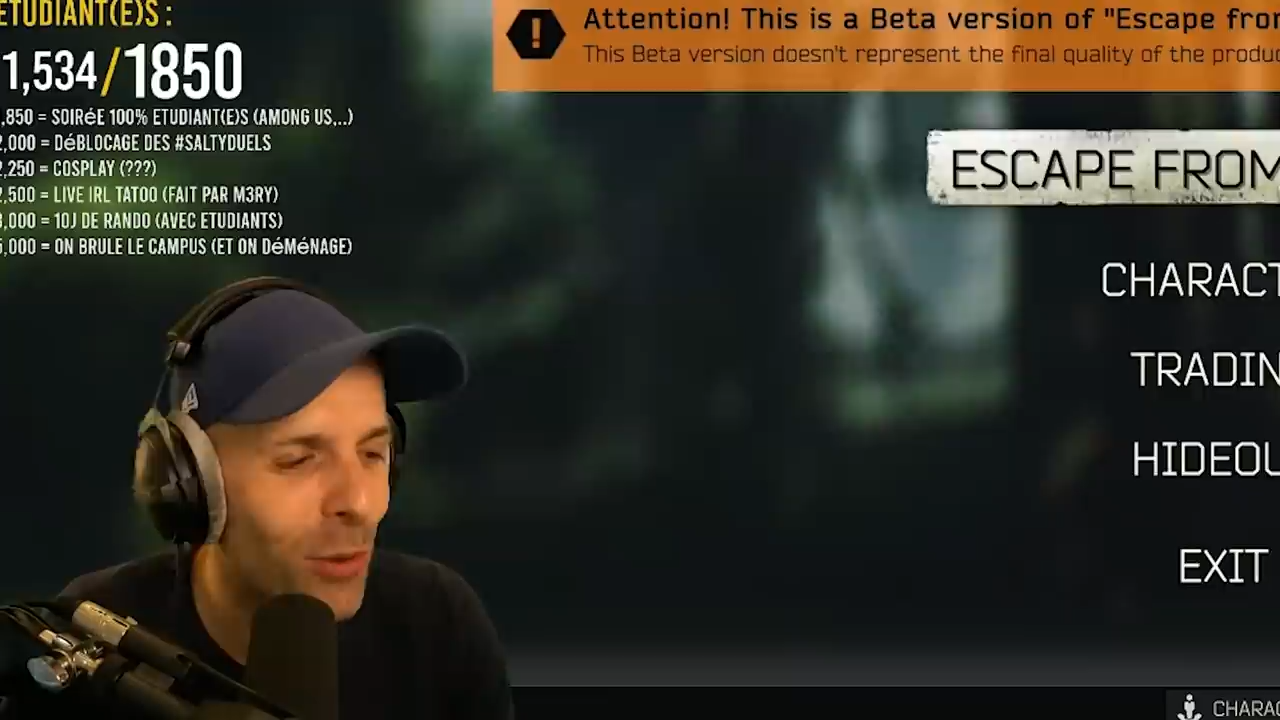 ETUDIANT(E)S :
1,534/1850
,850 = SOIRéE 100% ETUDIANT(E)S (AMONG US,..)
2,000 = DéBLOCAGE DES #SALTYDUELS
2,250 = COSPLAY (???)
2,500 = LIVE IRL TATOO (FAIT PAR M3RY)
3,000 = 10J DE RANDO (AVEC ETUDIANTS)
5,000 = ON BRULE LE CAMPUS (ET ON DéMéNAGE)
Attention! This is a Beta version of "Escape from
This Beta version doesn't represent the final quality of the produc
ESCAPE FROM
CHARACT
TRADIN
HIDEOU
EXIT
CHARAC